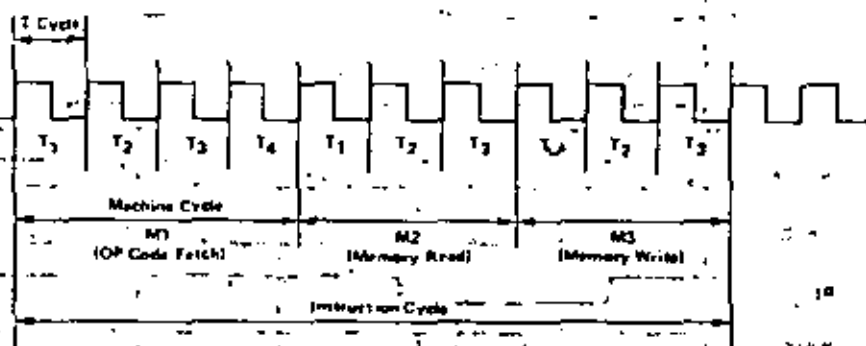 T Cycle
T1 T2 T3 T4 T1 T2 T3 T2 T3
Machine Cycle
M1 M2 M3
(OP Code Fetch) (Memory Read) (Memory Write)
Instruction Cycle